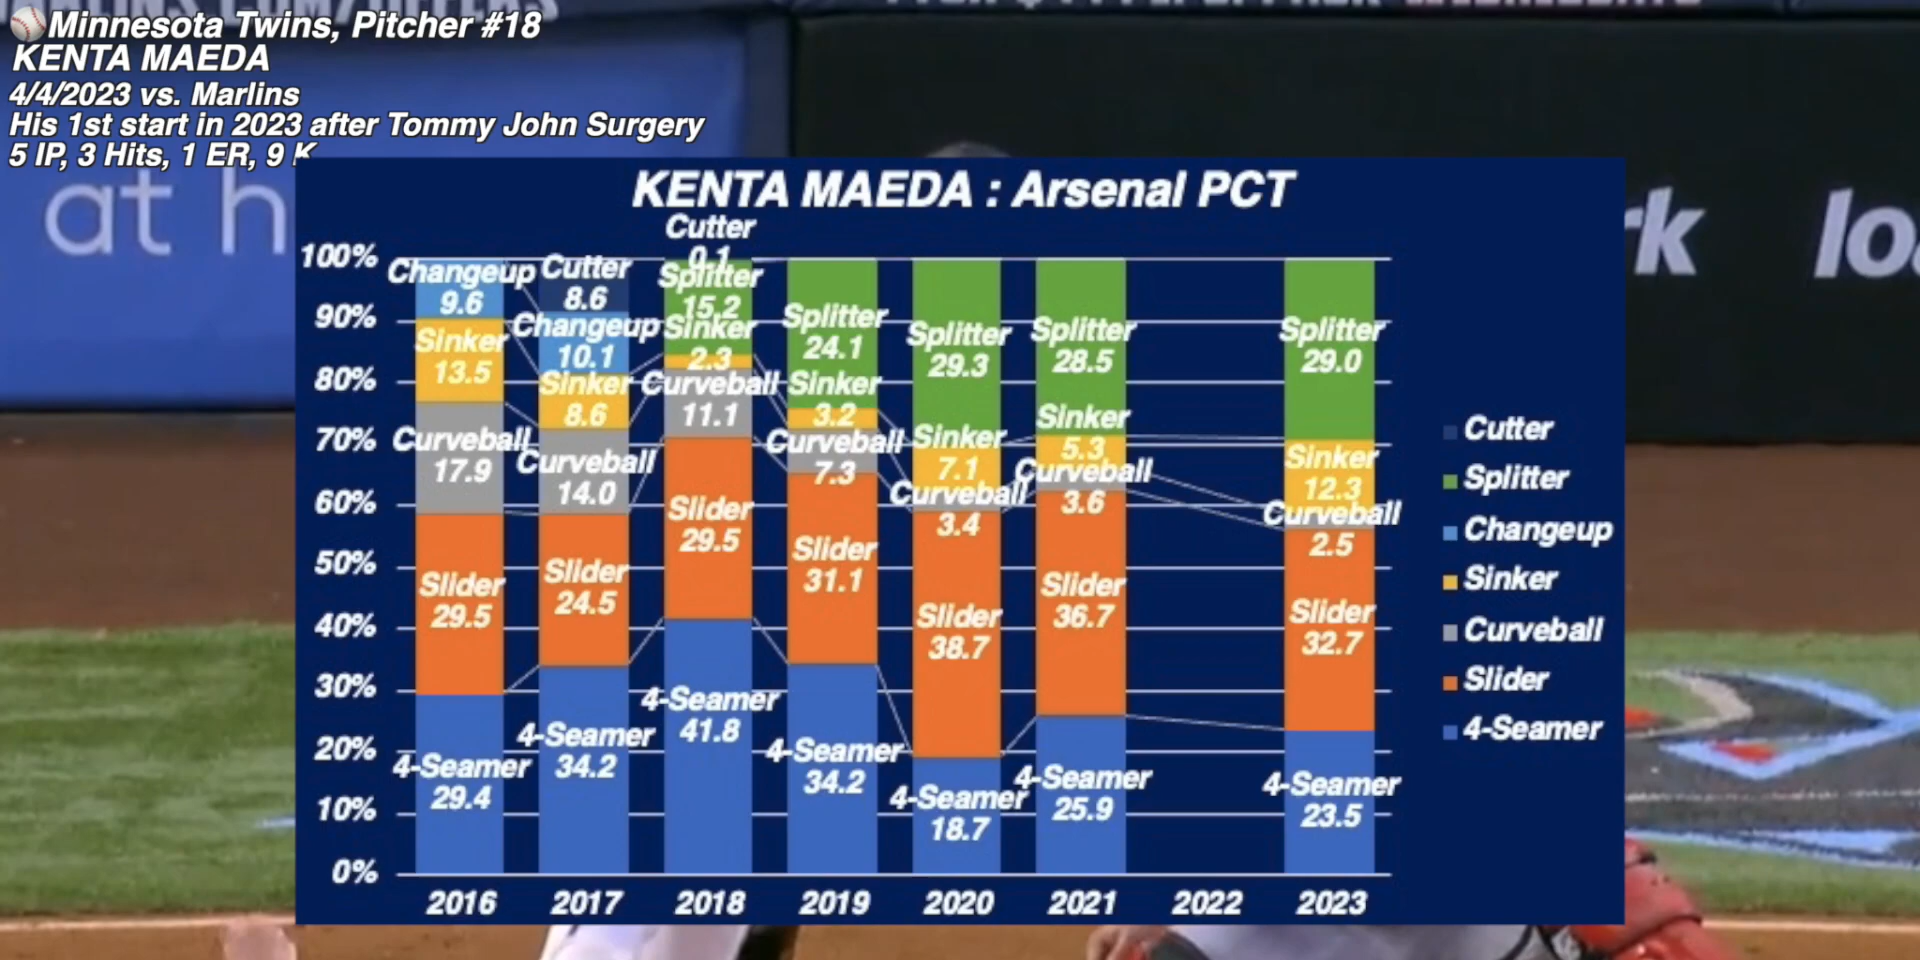 Minnesota Twins, Pitcher #18
KENTA MAEDA
4/4/2023 vs. Marlins
His 1st start in 2023 after Tommy John Surgery
5 IP, 3 Hits, 1 ER, 9 K
at h
rk
lo
KENTA MAEDA : Arsenal PCT
100%
90%
80%
70%
60%
50%
40%
30%
20%
10%
0%
Changeup
9.6
Sinker
13.5
Curveball
17.9
Slider
29.5
4-Seamer
29.4
2016
Cutter
8.6
Changeup
10.1
Sinker
8.6
Curveball
14.0
Slider
24.5
4-Seamer
34.2
2017
Cutter
0.1
Splitter
15.2
Sinker
2.3
Curveball
11.1
Slider
29.5
4-Seamer
41.8
2018
Splitter
24.1
Sinker
3.2
Curveball
7.3
Slider
31.1
4-Seamer
34.2
2019
Splitter
29.3
Sinker
7.1
Curveball
3.4
Slider
38.7
4-Seamer
18.7
2020
Splitter
28.5
Sinker
5.3
Curveball
3.6
Slider
36.7
4-Seamer
25.9
2021
2022
Splitter
29.0
Sinker
12.3
Curveball
2.5
Slider
32.7
4-Seamer
23.5
2023
Cutter
Splitter
Changeup
Sinker
Curveball
Slider
4-Seamer